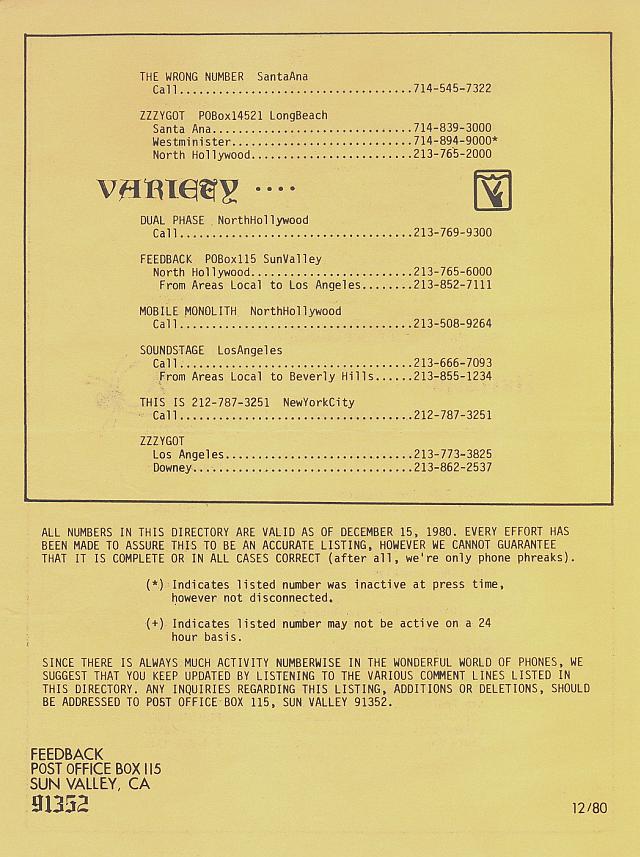 THE WRONG NUMBER  SantaAna
Call....................................714-545-7322
ZZZYGOT  POBox14521 LongBeach
Santa Ana...............................714-839-3000
Westminister............................714-894-9000*
North Hollywood.........................213-765-2000
VARIETY ....
DUAL PHASE  NorthHollywood
Call....................................213-769-9300
FEEDBACK  POBox115 SunValley
North Hollywood.........................213-765-6000
From Areas Local to Los Angeles........213-852-7111
MOBILE MONOLITH  NorthHollywood
Call....................................213-508-9264
SOUNDSTAGE  LosAngeles
Call....................................213-666-7093
From Areas Local to Beverly Hills......213-855-1234
THIS IS 212-787-3251  NewYorkCity
Call....................................212-787-3251
ZZZYGOT
Los Angeles.............................213-773-3825
Downey..................................213-862-2537
ALL NUMBERS IN THIS DIRECTORY ARE VALID AS OF DECEMBER 15, 1980. EVERY EFFORT HAS
BEEN MADE TO ASSURE THIS TO BE AN ACCURATE LISTING, HOWEVER WE CANNOT GUARANTEE
THAT IT IS COMPLETE OR IN ALL CASES CORRECT (after all, we're only phone phreaks).
(*) Indicates listed number was inactive at press time,
however not disconnected.
(+) Indicates listed number may not be active on a 24
hour basis.
SINCE THERE IS ALWAYS MUCH ACTIVITY NUMBERWISE IN THE WONDERFUL WORLD OF PHONES, WE
SUGGEST THAT YOU KEEP UPDATED BY LISTENING TO THE VARIOUS COMMENT LINES LISTED IN
THIS DIRECTORY. ANY INQUIRIES REGARDING THIS LISTING, ADDITIONS OR DELETIONS, SHOULD
BE ADDRESSED TO POST OFFICE BOX 115, SUN VALLEY 91352.
FEEDBACK
POST OFFICE BOX 115
SUN VALLEY, CA
91352
12/80